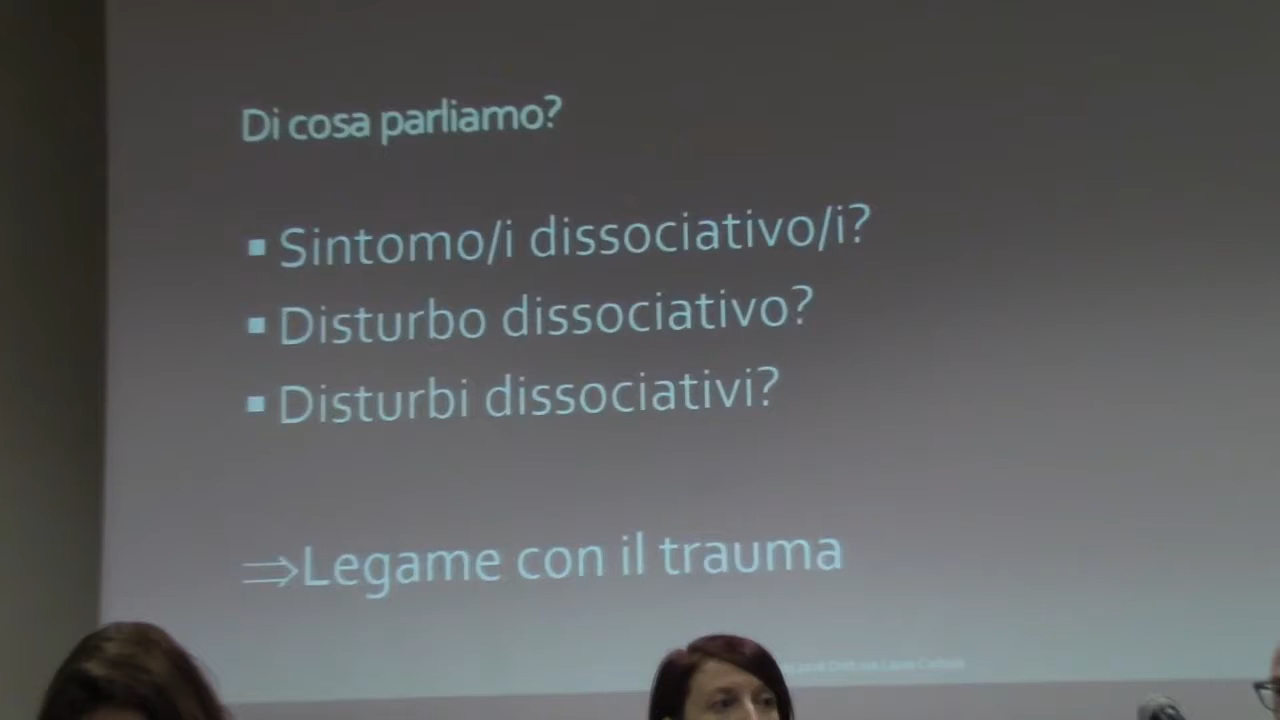 Di cosa parliamo?
▪ Sintomo/i dissociativo/i?
▪ Disturbo dissociativo?
▪ Disturbi dissociativi?
⇒Legame con il trauma